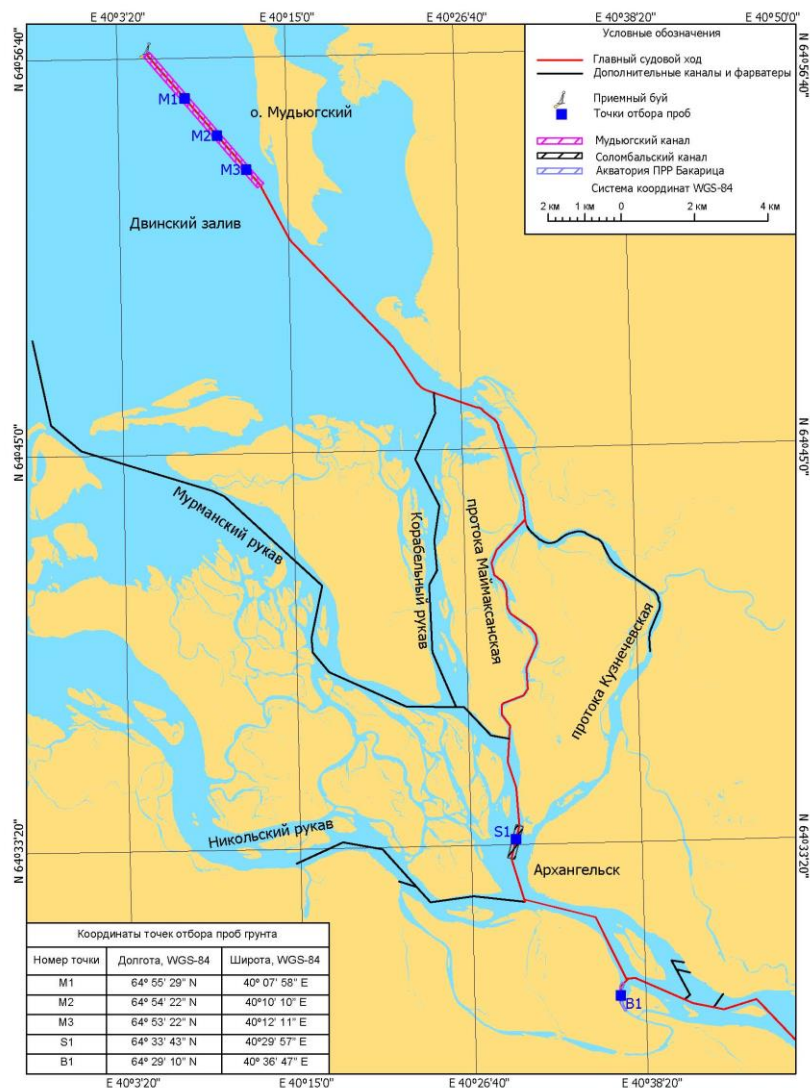 E 40°3'20" E 40°15'0" E 26°40'40" E 40°38'20" E 40°50'0"
N 64°56'40"
N 64°56'40"
Условные обозначения
Главный судовой ход
Дополнительные каналы и фарватеры
Приемный буй
Точки отбора проб
Мудьюгский канал
Соломбальский канал
Акватория ПРР Бакарица
Система координат WGS-84
2 км 1 км 0 2 км 4 км
M1
о. Мудьюгский
M2
M3
Двинский залив
N 64°45'0"
N 64°45'0"
Мурманский рукав
Корабельный рукав
протока Маймаксанская
протока Кузнечевская
Никольский рукав
S1
N 64°33'20"
N 64°33'20"
Архангельск
B1
Координаты точек отбора проб грунта
Номер точки Долгота, WGS-84 Широта, WGS-84
M1 64° 55' 29" N 40° 07' 58" E
M2 64° 54' 22" N 40°10' 10" E
M3 64° 53' 22" N 40°12' 11" E
S1 64° 33' 43" N 40°29' 57" E
B1 64° 29' 10" N 40° 36' 47" E
E 40°3'20" E 40°15'0" E 40°26'40" E 40°38'20"